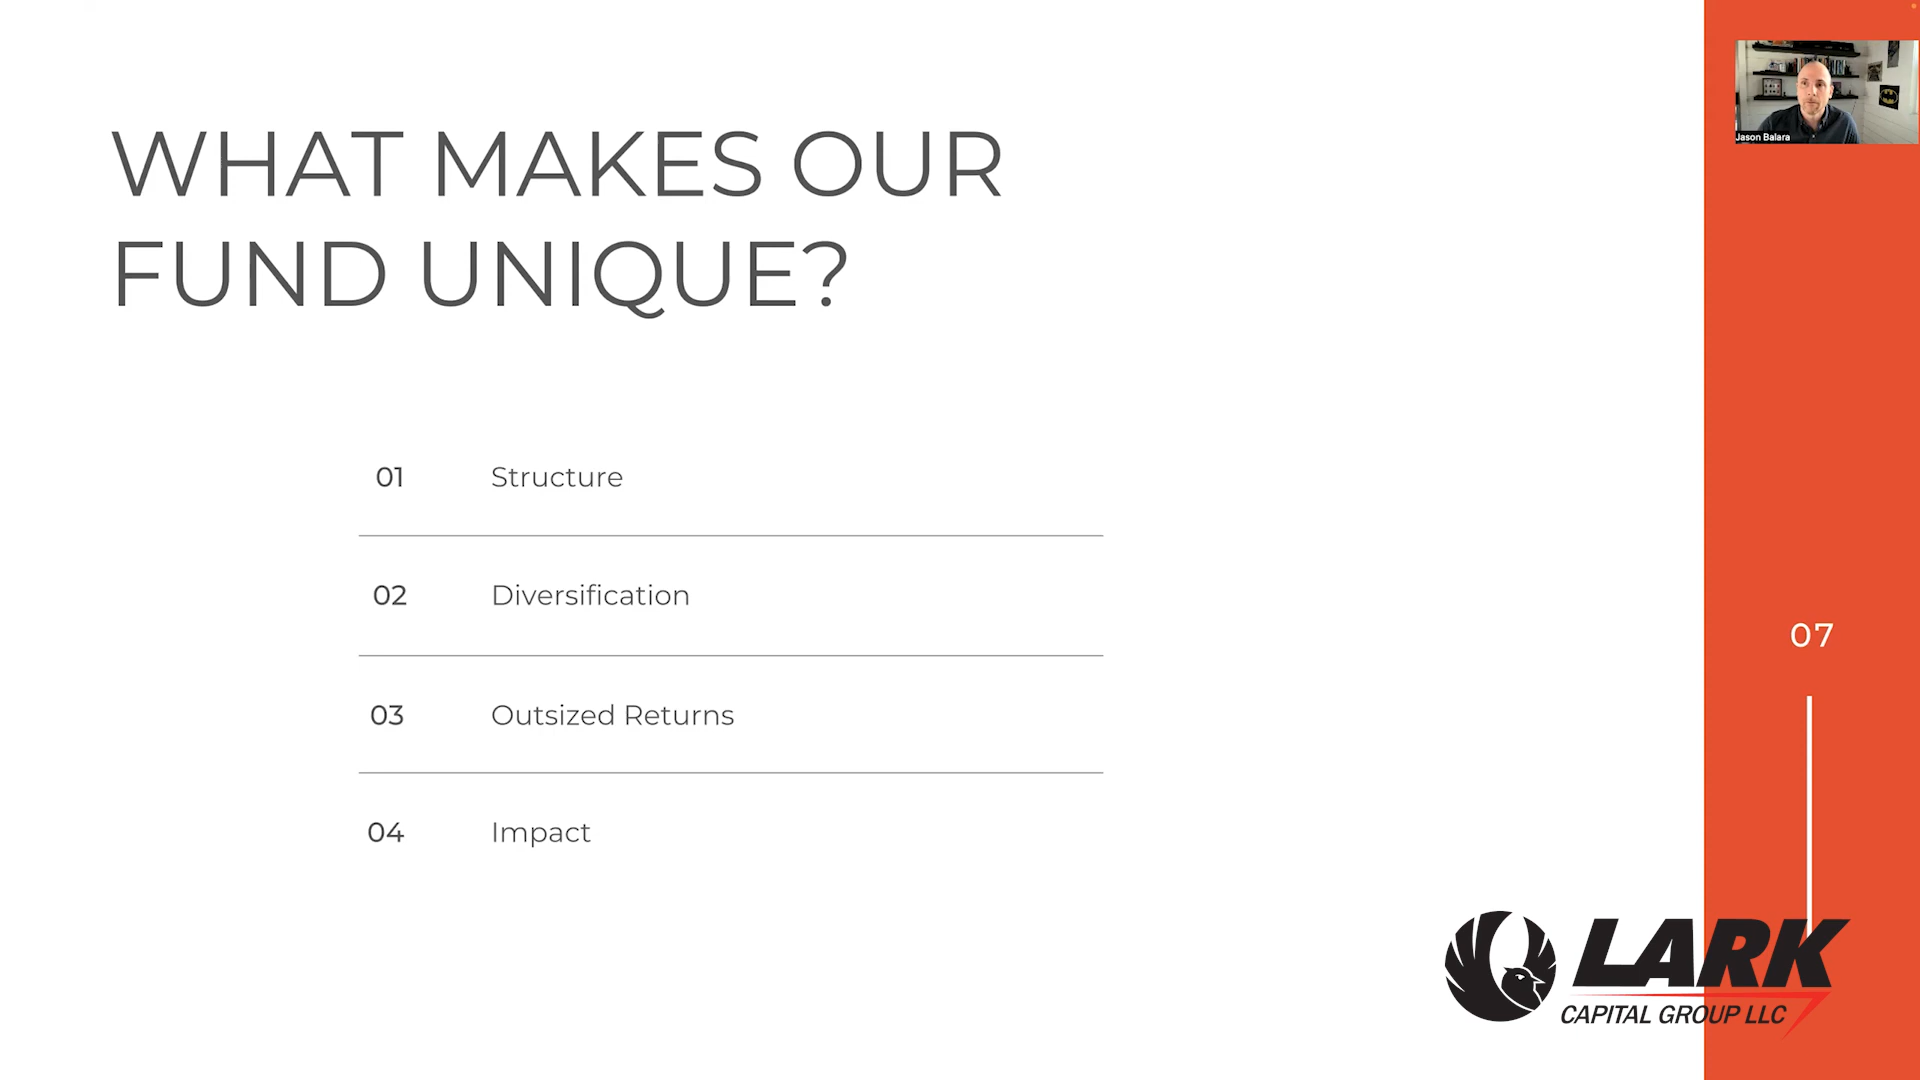 WHAT MAKES OUR
FUND UNIQUE?
01 Structure
02 Diversification
03 Outsized Returns
04 Impact
Jason Balara
07
LARK
CAPITAL GROUP LLC